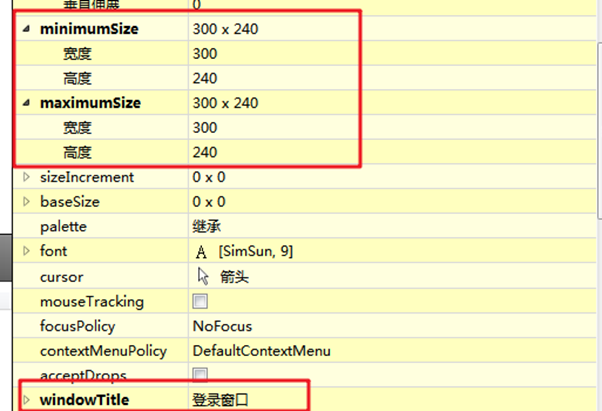 垂直伸展 0
minimumSize 300 x 240
宽度 300
高度 240
maximumSize 300 x 240
宽度 300
高度 240
sizeIncrement 0 x 0
baseSize 0 x 0
palette 继承
font A [SimSun, 9]
cursor 箭头
mouseTracking
focusPolicy NoFocus
contextMenuPolicy DefaultContextMenu
acceptDrops
windowTitle 登录窗口